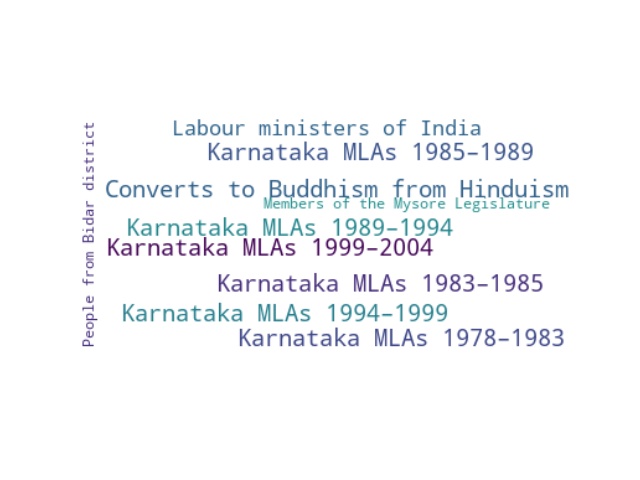 Labour ministers of India
Karnataka MLAs 1985–1989
People from Bidar district
Converts to Buddhism from Hinduism
Members of the Mysore Legislature
Karnataka MLAs 1989–1994
Karnataka MLAs 1999–2004
Karnataka MLAs 1983–1985
Karnataka MLAs 1994–1999
Karnataka MLAs 1978–1983